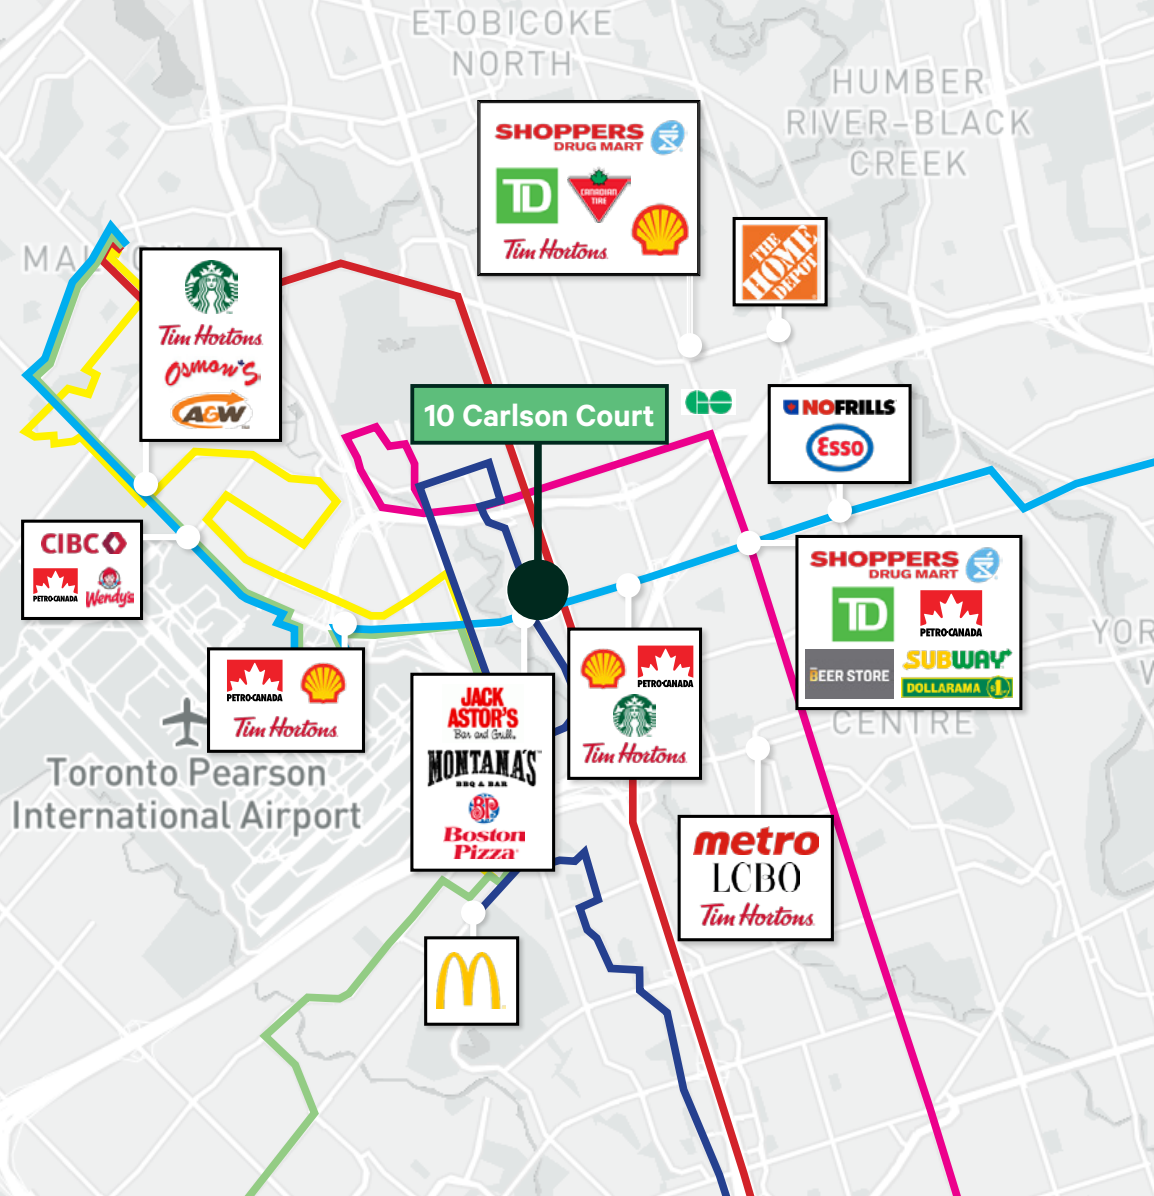 ETOBICOKE
NORTH
HUMBER
RIVER-BLACK
CREEK
SHOPPERS
DRUG MART
TD
CANADIAN
TIRE
Tim Hortons
THE
HOME
DEPOT
Tim Hortons
Osmow's
A&W
10 Carlson Court
GO
NOFRILLS
Esso
CIBC
PETRO-CANADA
Wendy's
SHOPPERS
DRUG MART
TD
PETRO-CANADA
BEER STORE
SUBWAY
DOLLARAMA
CENTRE
PETRO-CANADA
Tim Hortons
JACK
ASTOR'S
Bar and Grill
MONTANA'S
BBQ & BAR
BP
Boston
Pizza
PETRO-CANADA
Tim Hortons
Toronto Pearson
International Airport
metro
LCBO
Tim Hortons